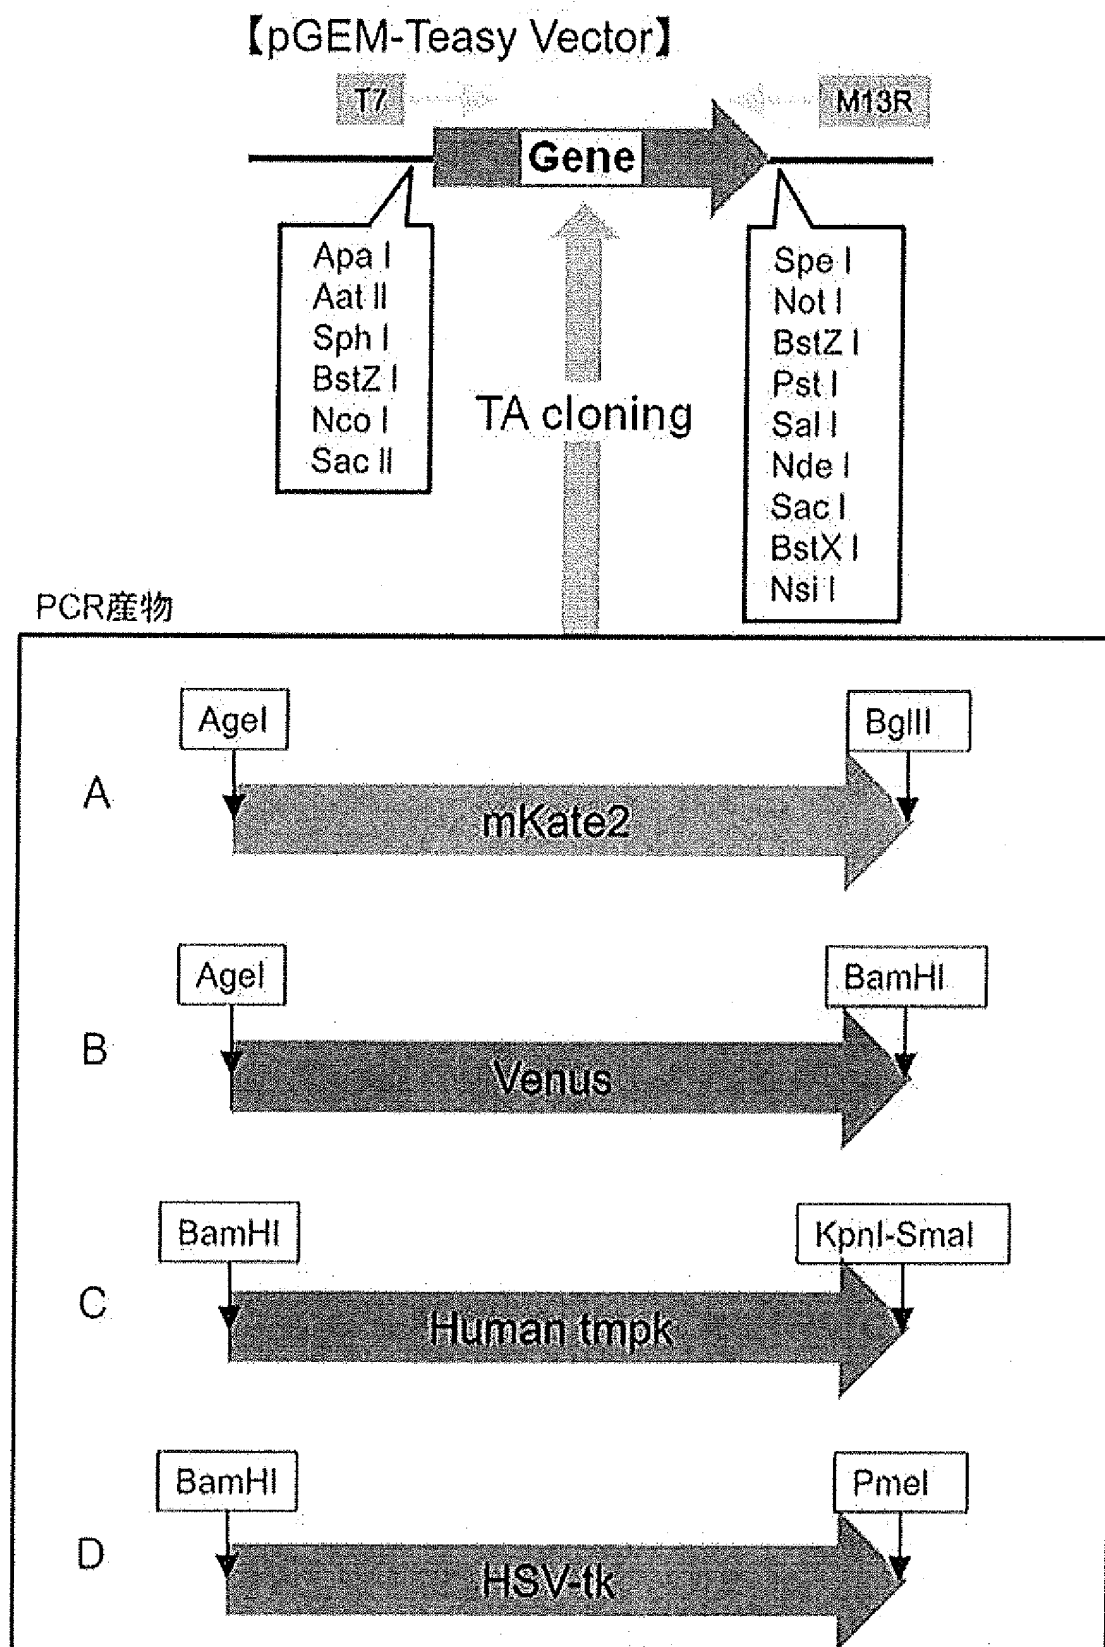 【pGEM-Teasy Vector】
T7
M13R
Gene
Apa I
Aat II
Sph I
BstZ I
Nco I
Sac II
Spe I
Not I
BstZ I
Pst I
Sal I
Nde I
Sac I
BstX I
Nsi I
TA cloning
PCR産物
AgeI
BglII
A
mKate2
AgeI
BamHI
B
Venus
BamHI
KpnI-SmaI
C
Human tmpk
BamHI
PmeI
D
HSV-tk